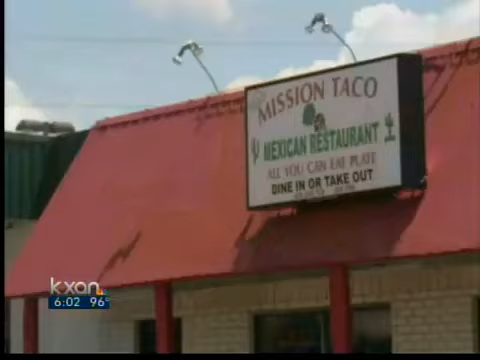 MISSION TACO
MEXICAN RESTAURANT
ALL YOU CAN EAT PLATE
DINE IN OR TAKE OUT
kxan
6:02 96°